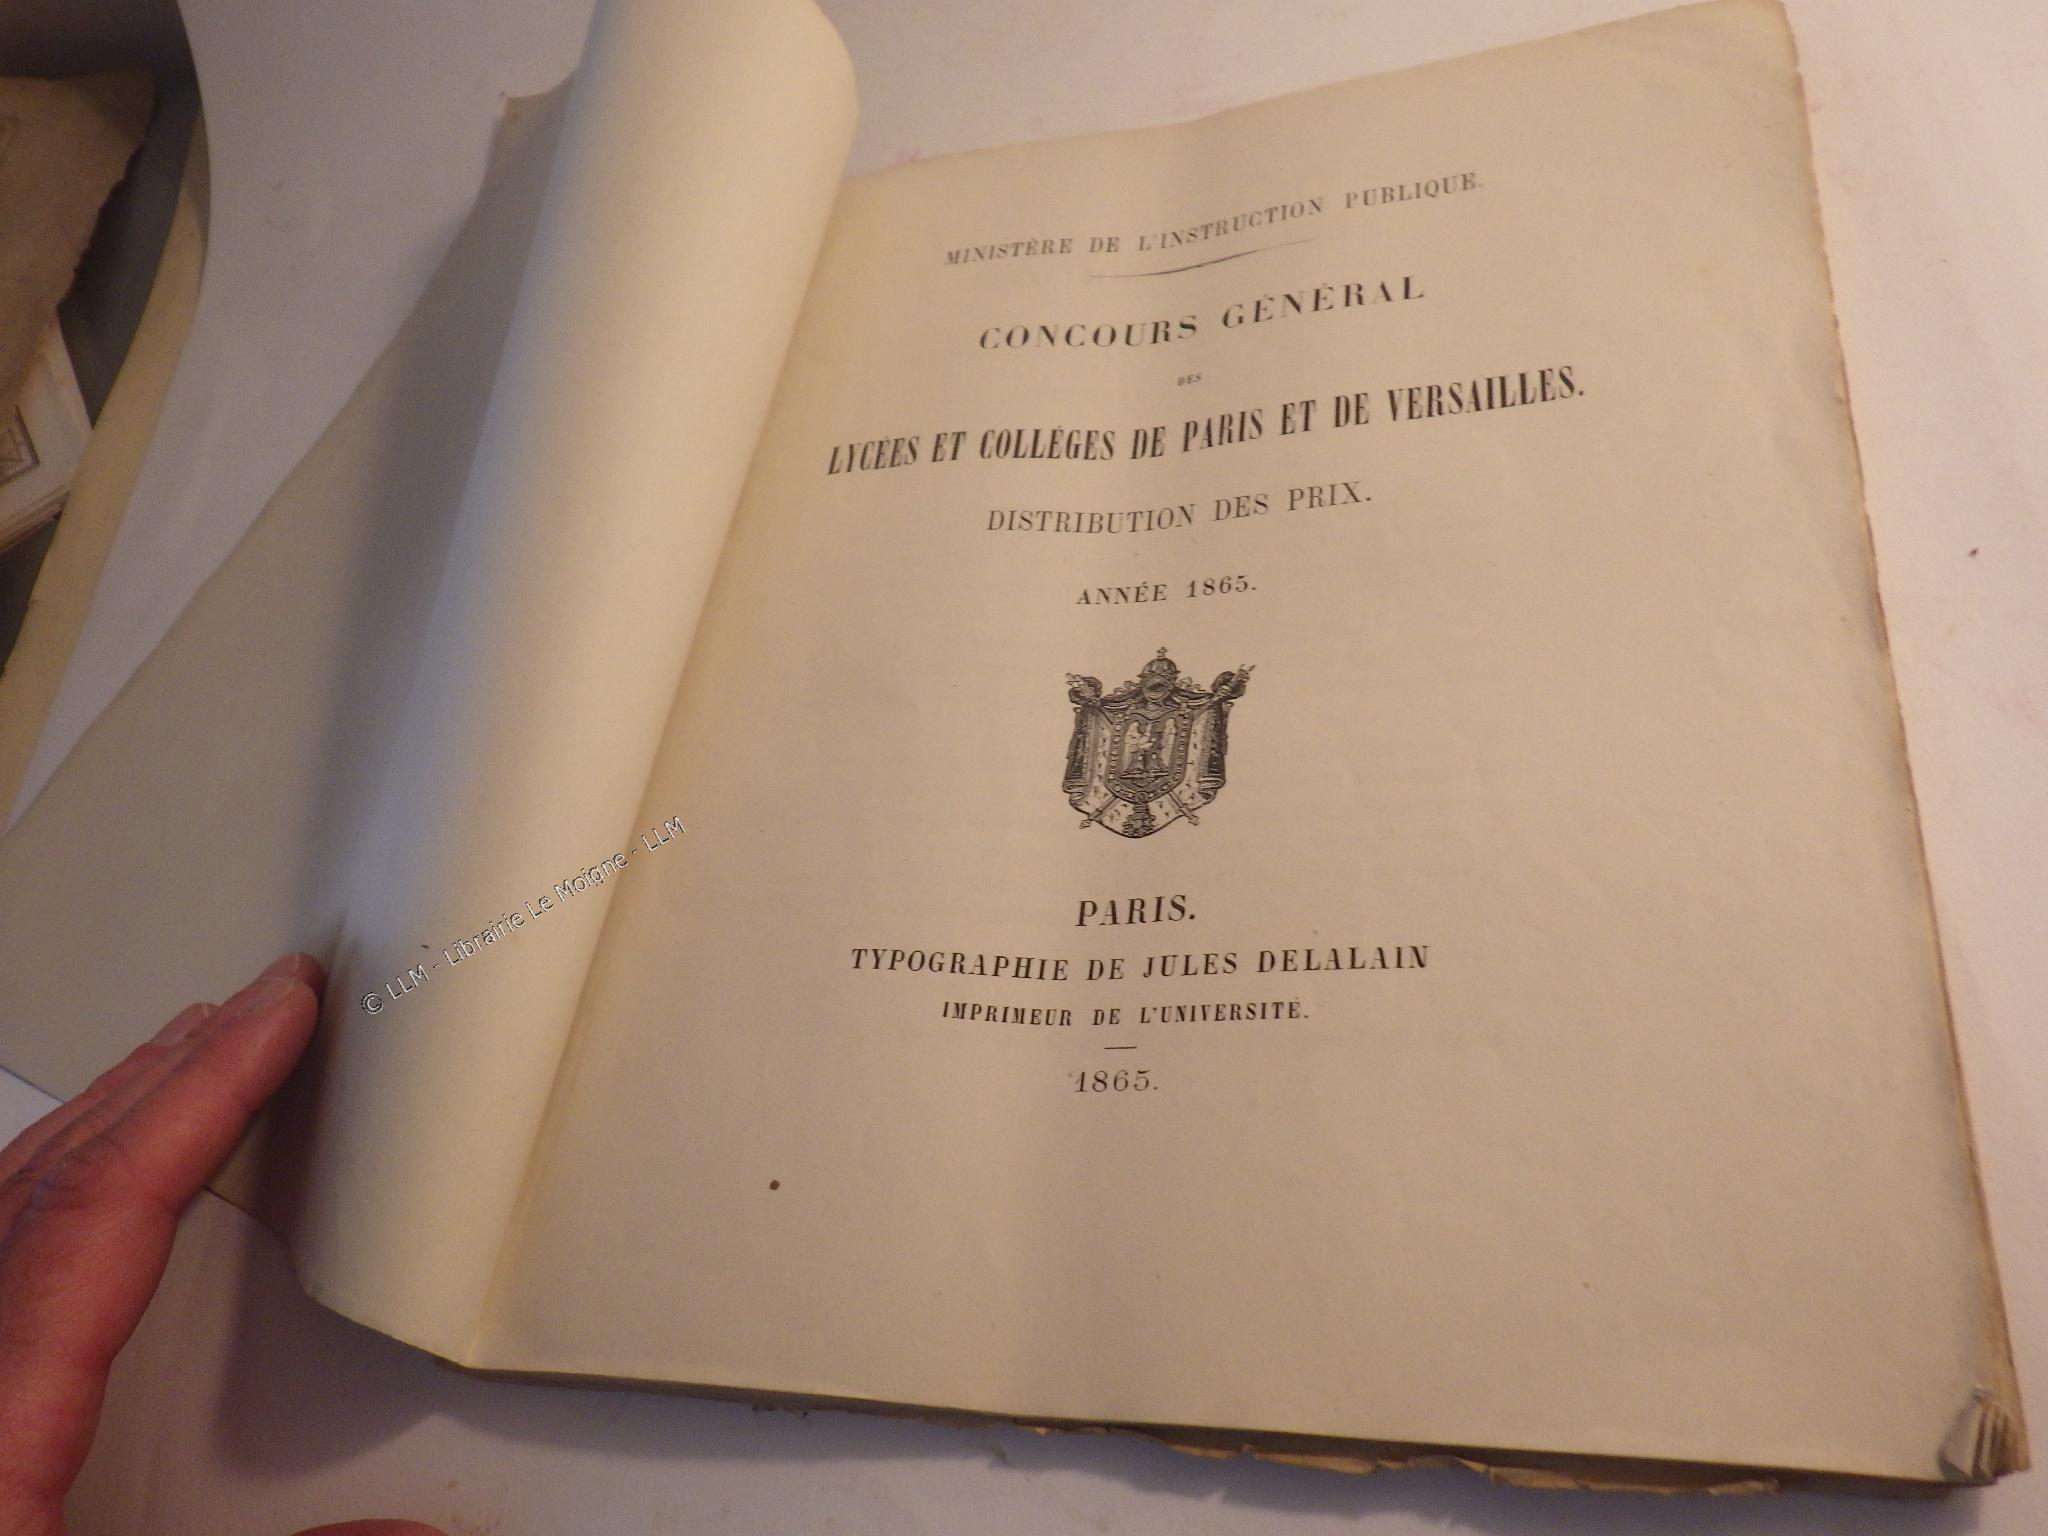 MINISTÈRE DE L'INSTRUCTION PUBLIQUE.
CONCOURS GÉNÉRAL
DES
LYCÉES ET COLLÉGES DE PARIS ET DE VERSAILLES.
DISTRIBUTION DES PRIX.
ANNÉE 1865.
PARIS.
TYPOGRAPHIE DE JULES DELALAIN
IMPRIMEUR DE L'UNIVERSITÉ.
1865.
© LLM - Librairie Le Moigne - LLM